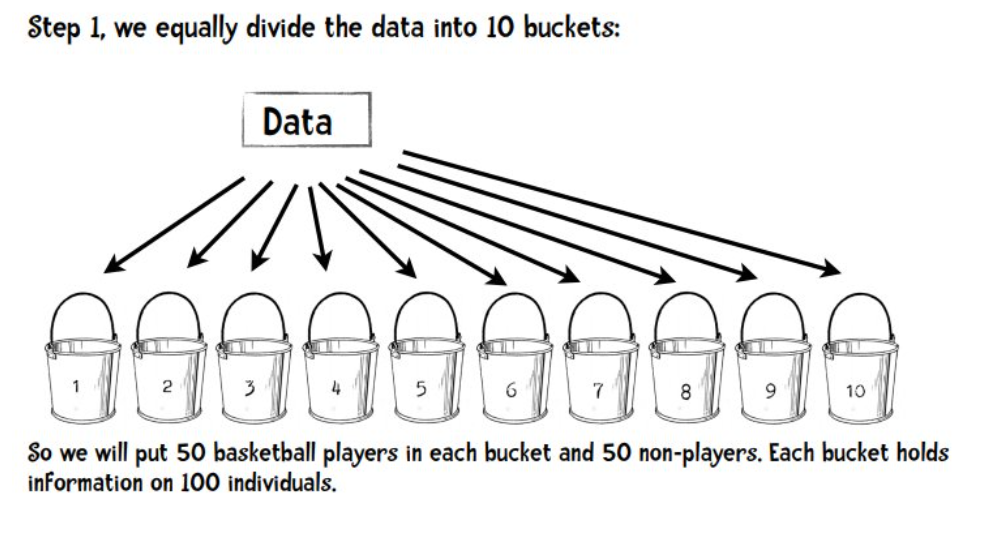 Step 1, we equally divide the data into 10 buckets:
Data
1 2 3 4 5 6 7 8 9 10
So we will put 50 basketball players in each bucket and 50 non-players. Each bucket holds
information on 100 individuals.